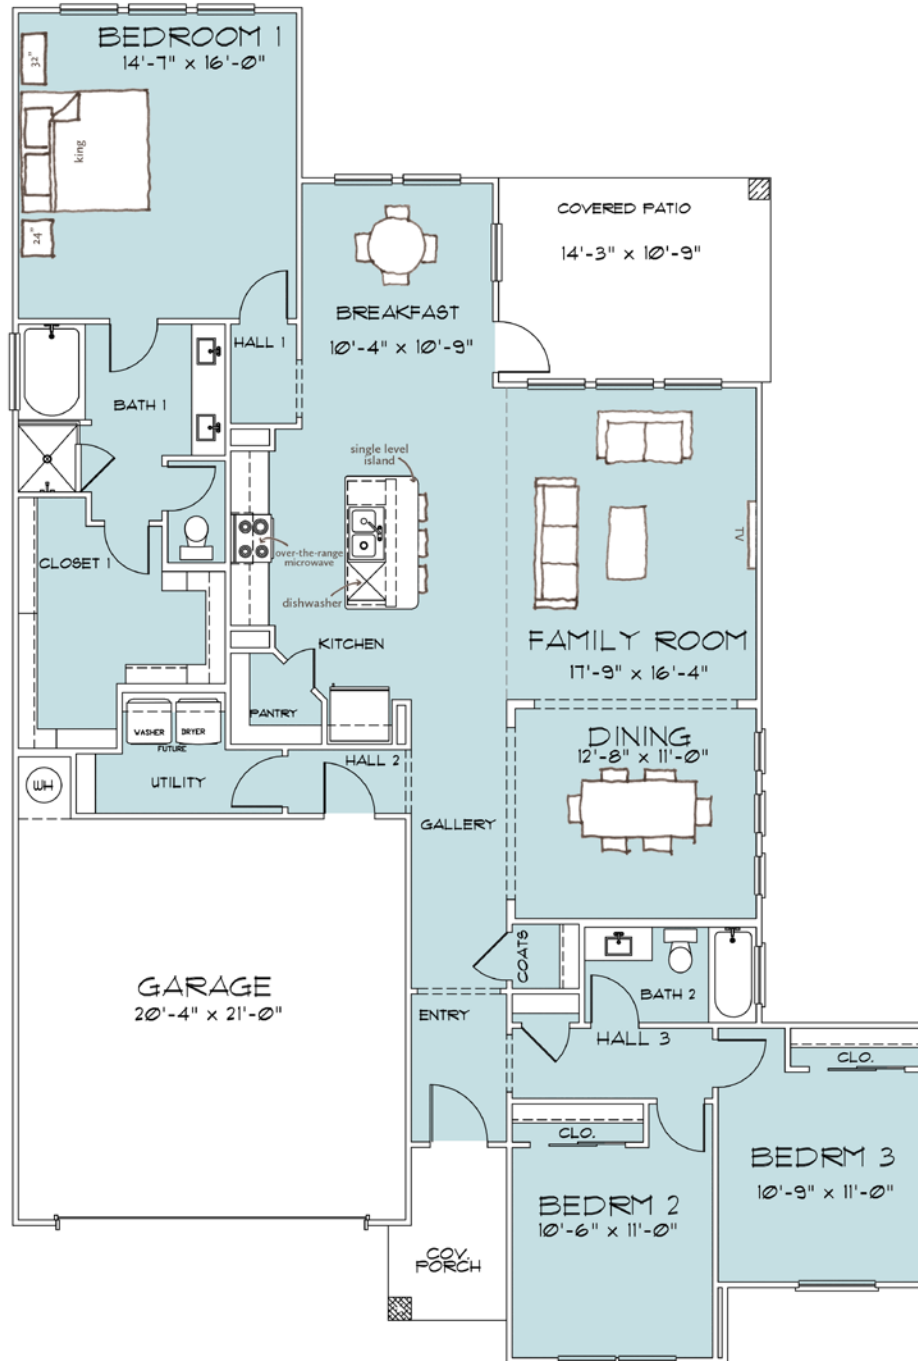 BEDROOM 1
14'-7" x 16'-0"
32"
king
24"
COVERED PATIO
14'-3" x 10'-9"
BREAKFAST
10'-4" x 10'-9"
HALL 1
BATH 1
single level
island
TV
over-the-range
microwave
CLOSET 1
dishwasher
KITCHEN
FAMILY ROOM
17'-9" x 16'-4"
PANTRY
WASHER
DRYER
FUTURE
DINING
12'-8" x 11'-0"
HALL 2
UTILITY
WH
GALLERY
COATS
GARAGE
20'-4" x 21'-0"
BATH 2
ENTRY
HALL 3
CLO.
CLO.
BEDRM 3
10'-9" x 11'-0"
BEDRM 2
10'-6" x 11'-0"
COV.
PORCH